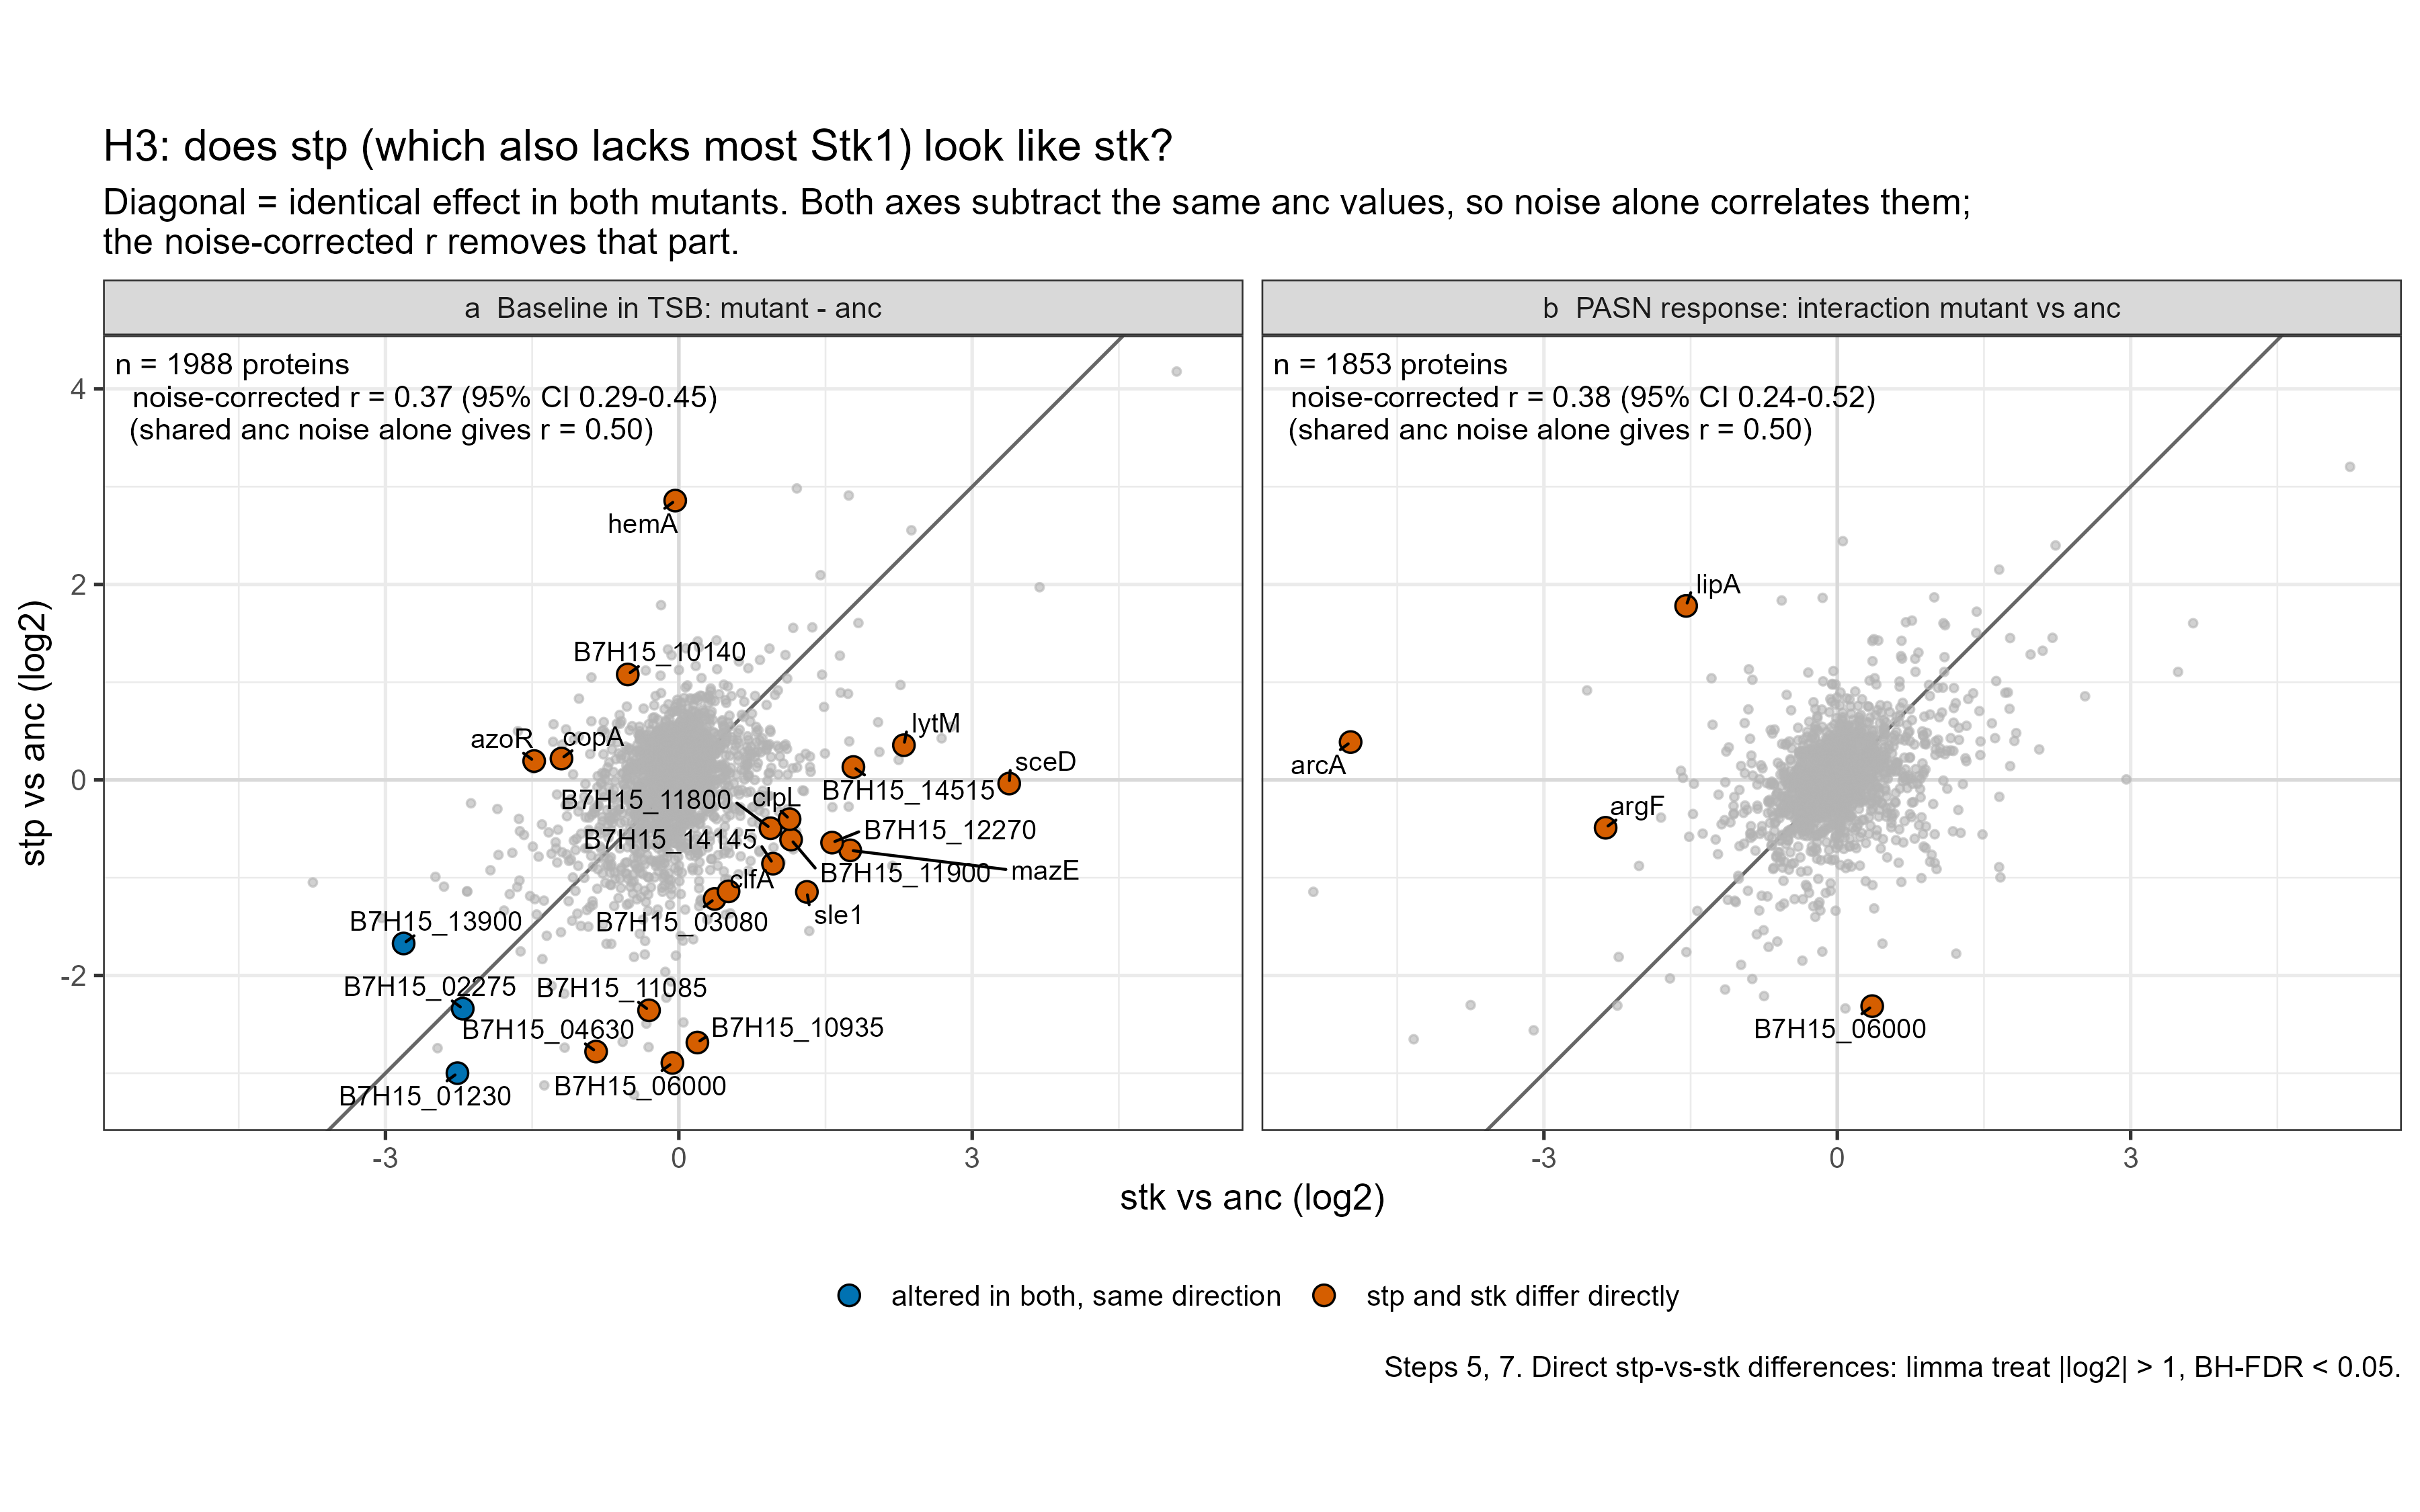 H3: does stp (which also lacks most Stk1) look like stk?
Diagonal = identical effect in both mutants. Both axes subtract the same anc values, so noise alone correlates them;
the noise-corrected r removes that part.
a  Baseline in TSB: mutant - anc
n = 1988 proteins
noise-corrected r = 0.37 (95% CI 0.29-0.45)
(shared anc noise alone gives r = 0.50)
hemA
B7H15_10140
azoR
copA
lytM
sceD
B7H15_14515
B7H15_11800
clpL
B7H15_12270
B7H15_14145
B7H15_11900
mazE
clfA
sle1
B7H15_03080
B7H15_13900
B7H15_02275
B7H15_11085
B7H15_04630
B7H15_10935
B7H15_06000
B7H15_01230
b  PASN response: interaction mutant vs anc
n = 1853 proteins
noise-corrected r = 0.38 (95% CI 0.24-0.52)
(shared anc noise alone gives r = 0.50)
lipA
arcA
argF
B7H15_06000
4
2
0
-2
stp vs anc (log2)
-3
0
3
-3
0
3
stk vs anc (log2)
altered in both, same direction
stp and stk differ directly
Steps 5, 7. Direct stp-vs-stk differences: limma treat |log2| > 1, BH-FDR < 0.05.